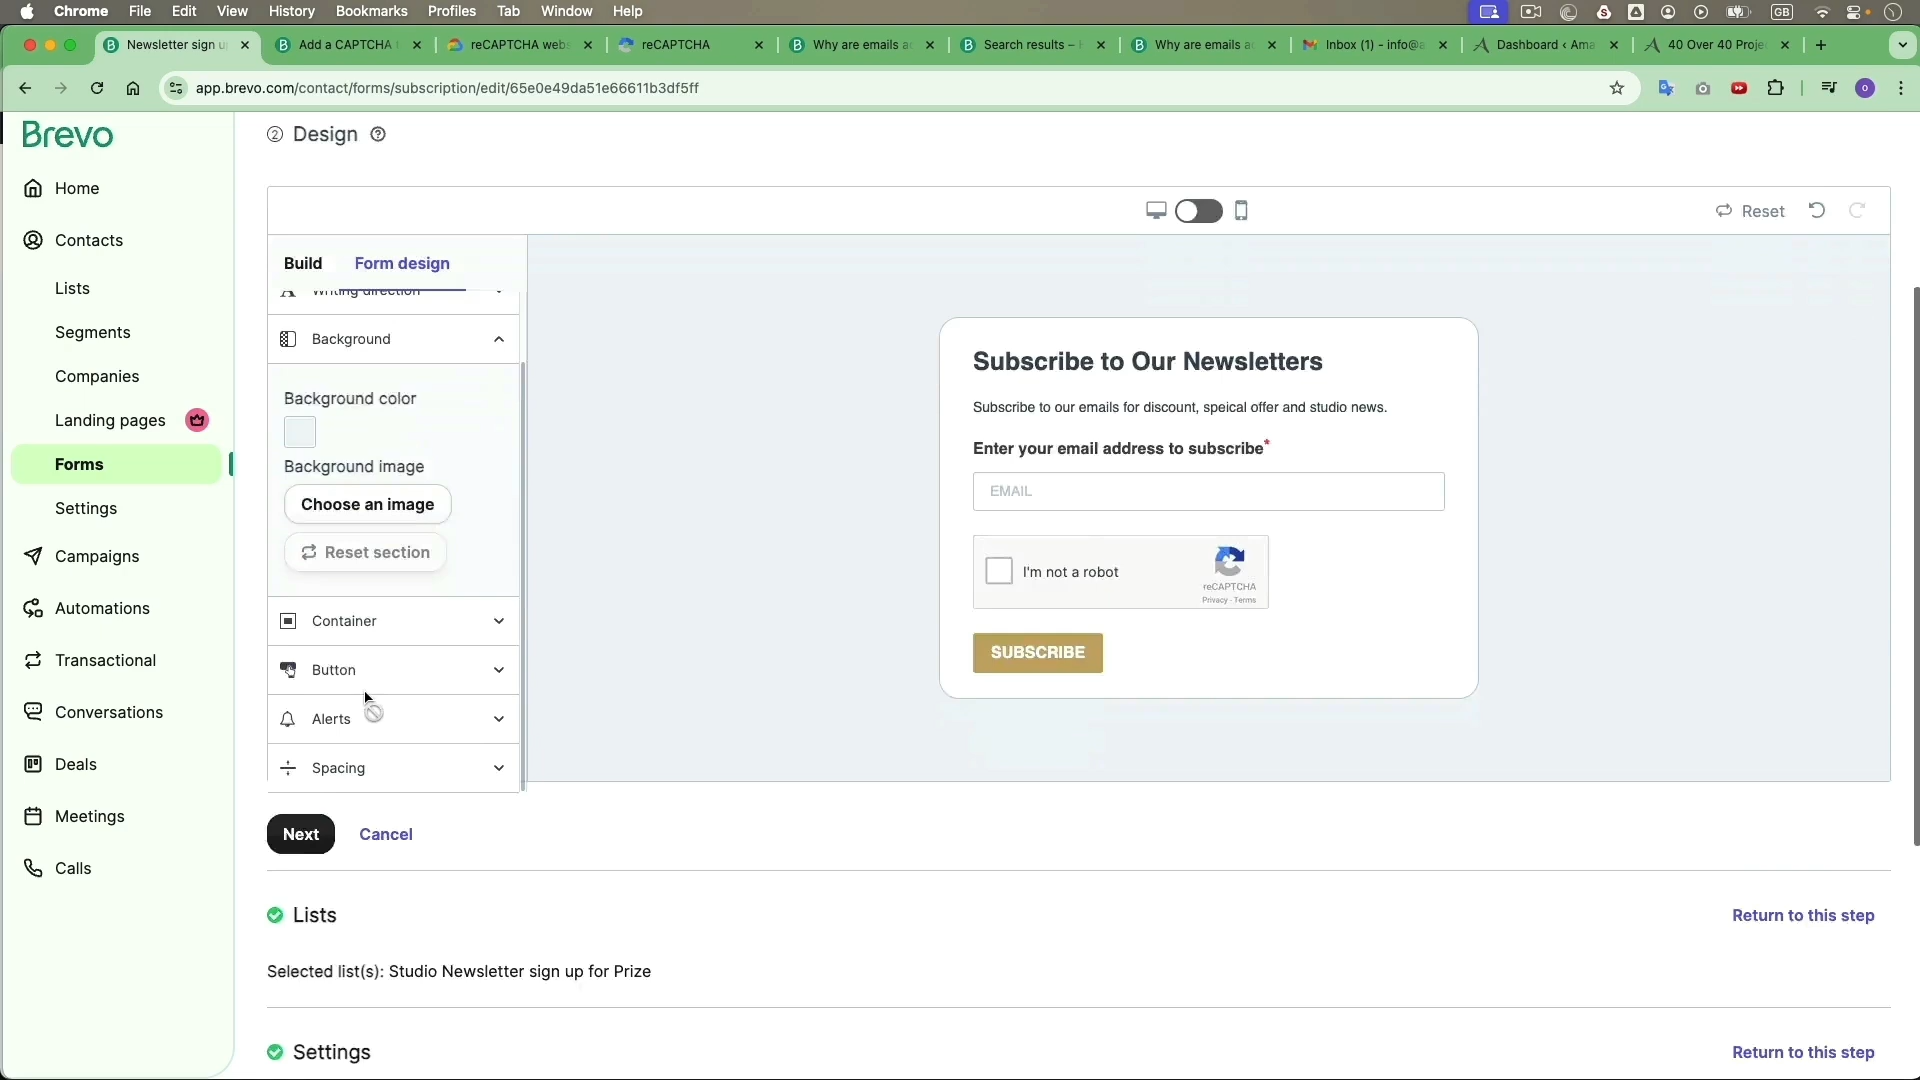 Chrome File Edit View History Bookmarks Profiles Tab Window Help
GB
Newsletter sign u
Add a CAPTCHA
reCAPTCHA web
reCAPTCHA
Why are emails a
Search results –
Why are emails a
Inbox (1) - info@a
Dashboard ‹ Ama
40 Over 40 Proje
app.brevo.com/contact/forms/subscription/edit/65e0e49da51e66611b3df5ff
Brevo
Home
Contacts
Lists
Segments
Companies
Landing pages
Forms
Settings
Campaigns
Automations
Transactional
Conversations
Deals
Meetings
Calls
2 Design
Reset
Build Form design
Writing direction
Background
Background color
Background image
Choose an image
Reset section
Container
Button
Alerts
Spacing
Subscribe to Our Newsletters
Subscribe to our emails for discount, speical offer and studio news.
Enter your email address to subscribe*
EMAIL
I'm not a robot
reCAPTCHA
Privacy - Terms
SUBSCRIBE
Next Cancel
Lists
Return to this step
Selected list(s): Studio Newsletter sign up for Prize
Settings
Return to this step